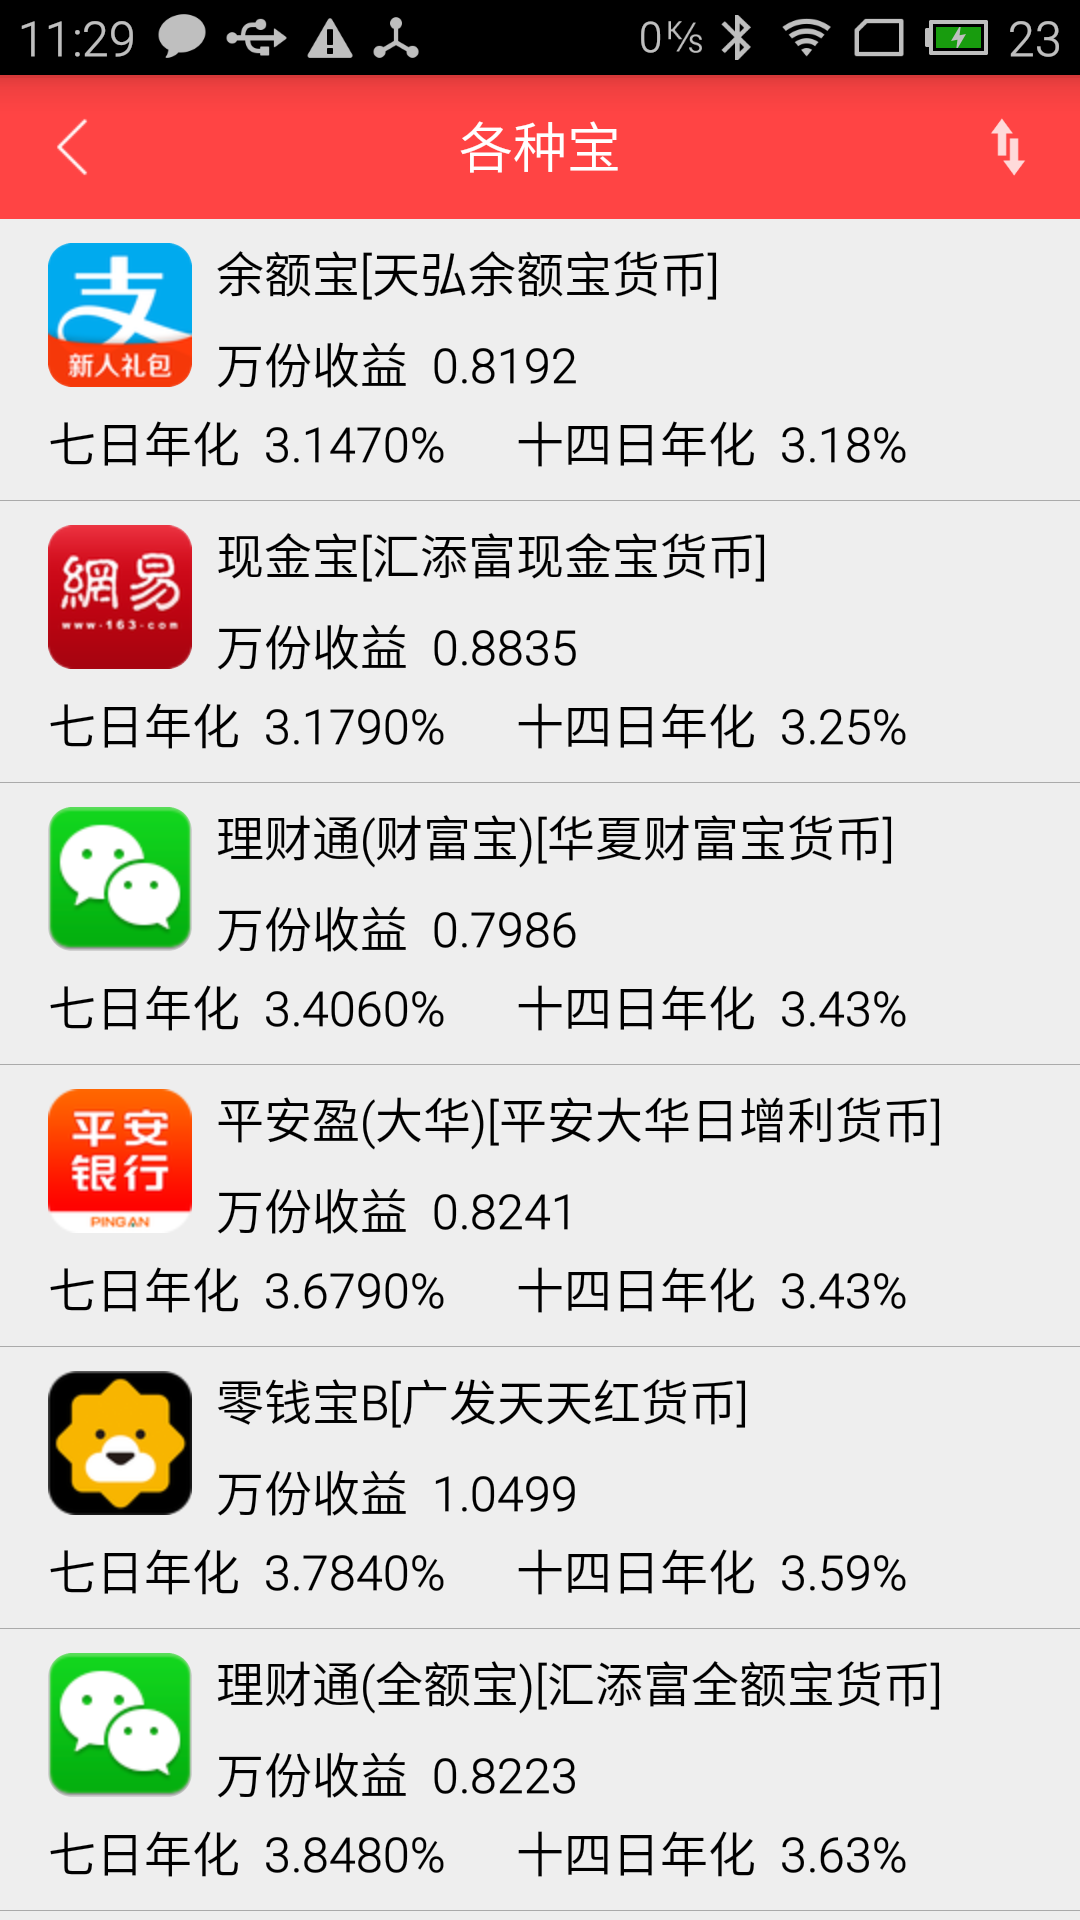 11:29 0K/s 23
各种宝
余额宝[天弘余额宝货币]
新人礼包
万份收益 0.8192
七日年化 3.1470% 十四日年化 3.18%
现金宝[汇添富现金宝货币]
網易
www.163.com
万份收益 0.8835
七日年化 3.1790% 十四日年化 3.25%
理财通(财富宝)[华夏财富宝货币]
万份收益 0.7986
七日年化 3.4060% 十四日年化 3.43%
平安盈(大华)[平安大华日增利货币]
平安
银行
PINGAN
万份收益 0.8241
七日年化 3.6790% 十四日年化 3.43%
零钱宝B[广发天天红货币]
万份收益 1.0499
七日年化 3.7840% 十四日年化 3.59%
理财通(全额宝)[汇添富全额宝货币]
万份收益 0.8223
七日年化 3.8480% 十四日年化 3.63%